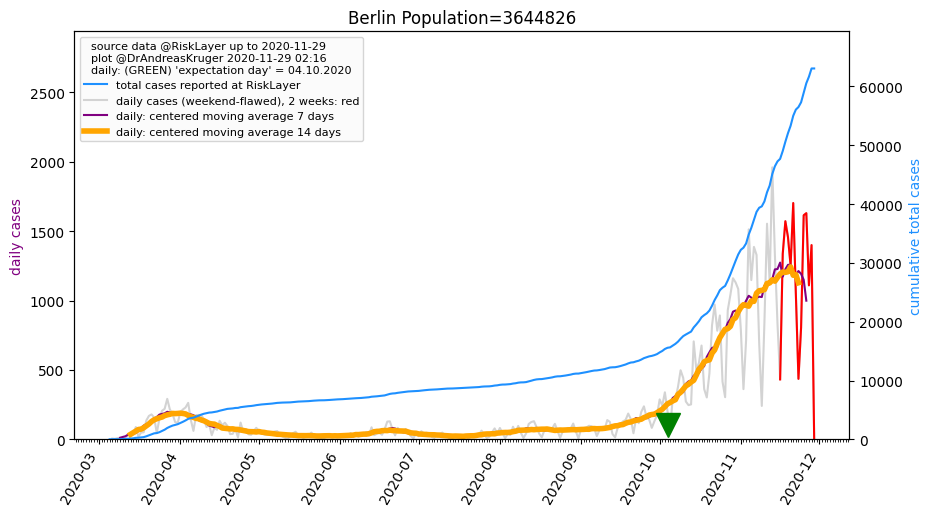 Berlin Population=3644826
source data @RiskLayer up to 2020-11-29
plot @DrAndreasKruger 2020-11-29 02:16
daily: (GREEN) 'expectation day' = 04.10.2020
total cases reported at RiskLayer
daily cases (weekend-flawed), 2 weeks: red
daily: centered moving average 7 days
daily: centered moving average 14 days
daily cases
2500
2000
1500
1000
500
0
60000
50000
40000
30000
20000
10000
0
cumulative total cases
2020-03
2020-04
2020-05
2020-06
2020-07
2020-08
2020-09
2020-10
2020-11
2020-12